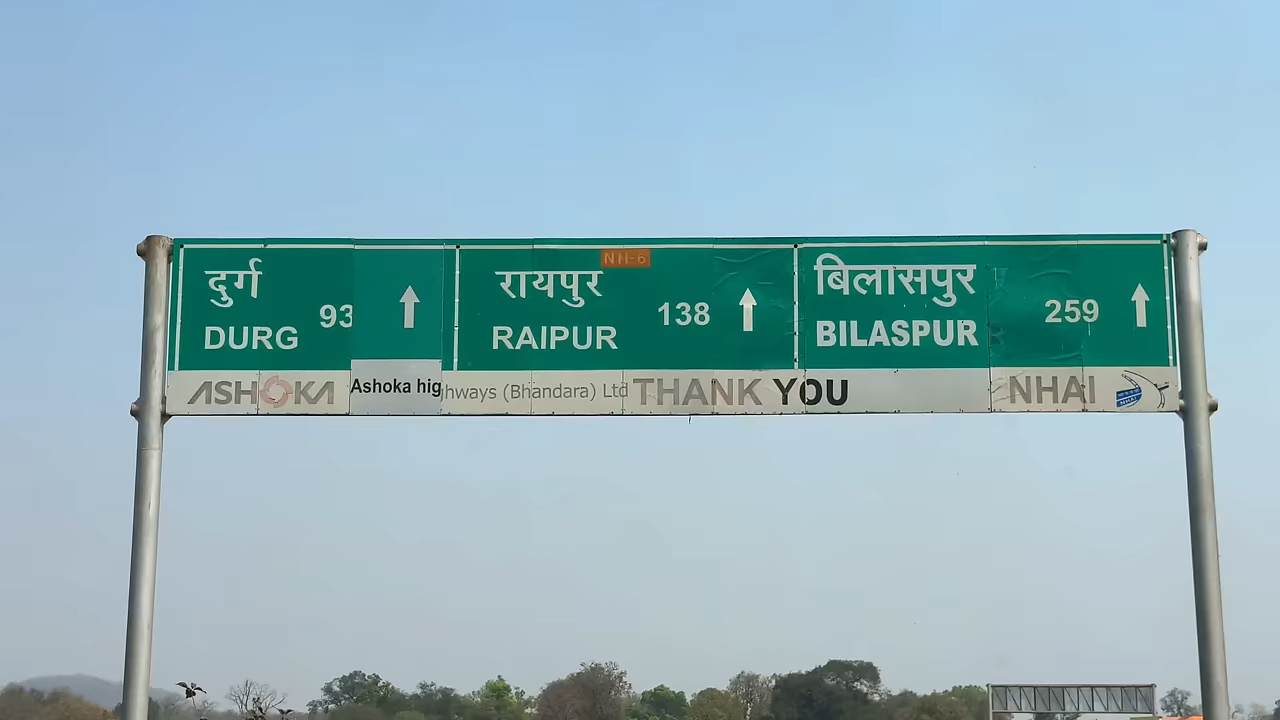 दुर्ग
93
DURG
NH-6
रायपुर
138
RAIPUR
बिलासपुर
259
BILASPUR
ASHOKA
Ashoka highways (Bhandara) Ltd
THANK YOU
NHAI